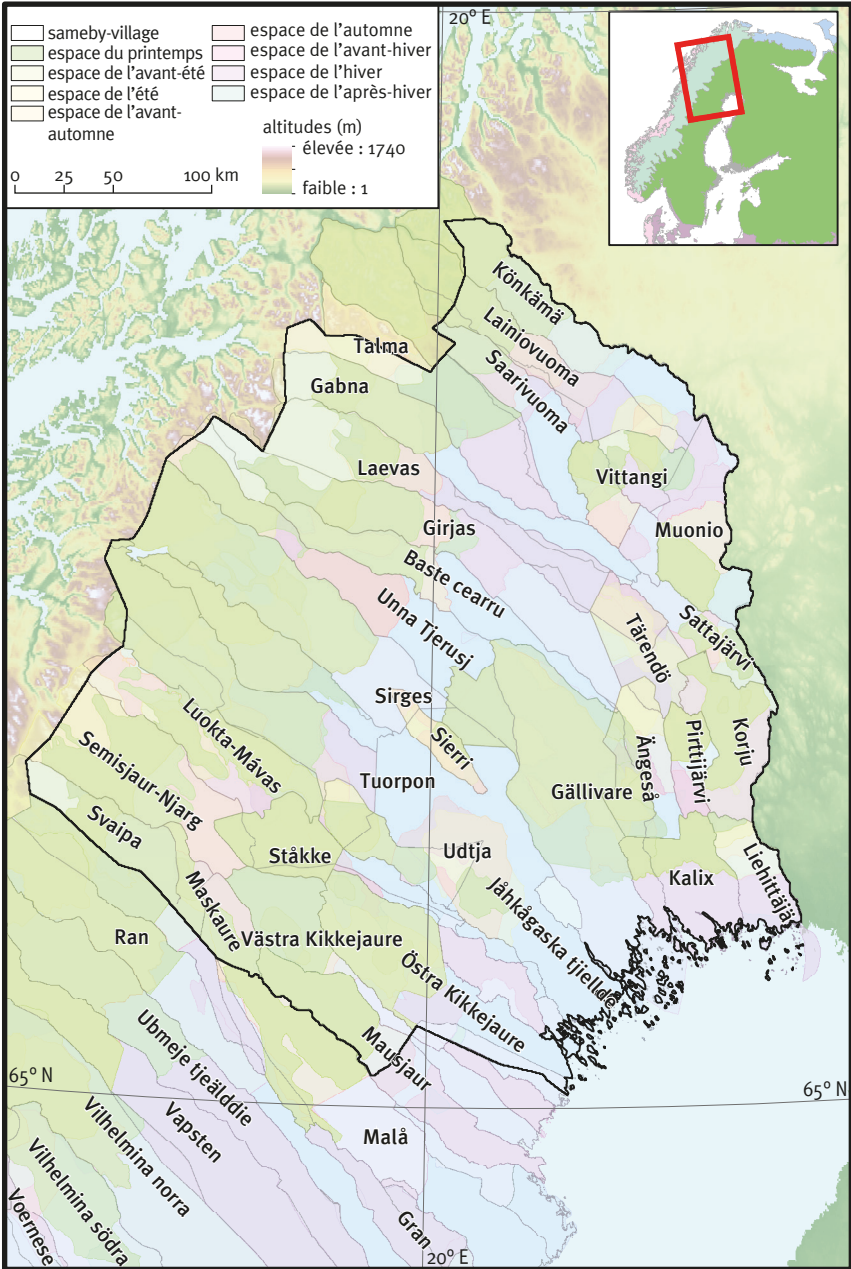 sameby-village
espace du printemps
espace de l'avant-été
espace de l'été
espace de l'avant-
automne
espace de l'automne
espace de l'avant-hiver
espace de l'hiver
espace de l'après-hiver
altitudes (m)
élevée : 1740
faible : 1
0 25 50 100 km
20° E
Könkämä
Lainiovuoma
Saarivuoma
Talma
Gabna
Laevas
Vittangi
Girjas
Muonio
Baste cearru
Unna Tjerusj
Sattajärvi
Tärendö
Sirges
Sierri
Luokta-Mávas
Semisjaur-Njarg
Tuorpon
Gällivare
Ängeså
Pirttijärvi
Korju
Svaipa
Ståkke
Udtja
Kalix
Liehittäjä
Maskaure
Jåhkågaska tjiellde
Ran
Västra Kikkejaure
Östra Kikkejaure
Mausjaur
65° N
65° N
Ubmeje tjeälddie
Vapsten
Malå
Vilhelmina norra
Vilhelmina södra
Voernese
Gran
20° E